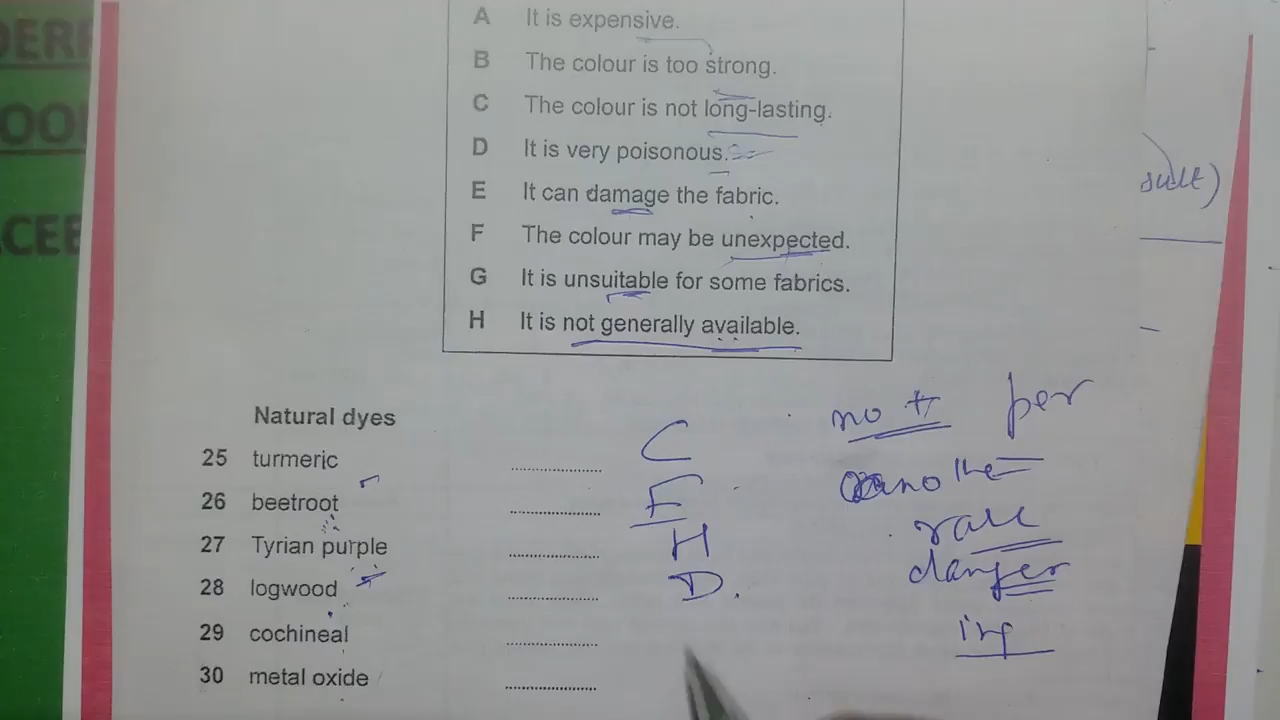 A It is expensive.
B The colour is too strong.
C The colour is not long-lasting.
D It is very poisonous.
E It can damage the fabric.
F The colour may be unexpected.
G It is unsuitable for some fabrics.
H It is not generally available.
Natural dyes
25 turmeric .................... C
26 beetroot .................... F
27 Tyrian purple .................... H
28 logwood .................... D.
29 cochineal ....................
30 metal oxide ....................
per
rare
danger